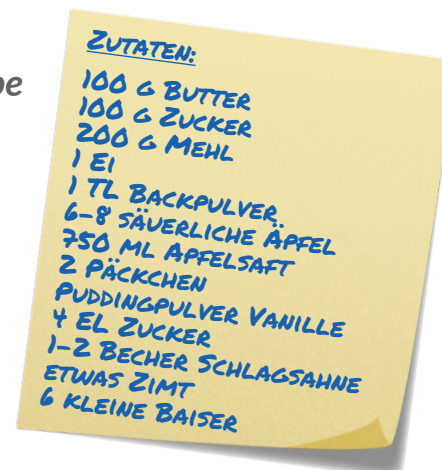 pe
Zutaten:
100 g Butter
100 g Zucker
200 g Mehl
1 Ei
1 TL Backpulver
6-8 säuerliche Äpfel
750 ml Apfelsaft
2 Päckchen
Puddingpulver Vanille
4 EL Zucker
1-2 Becher Schlagsahne
etwas Zimt
6 kleine Baiser